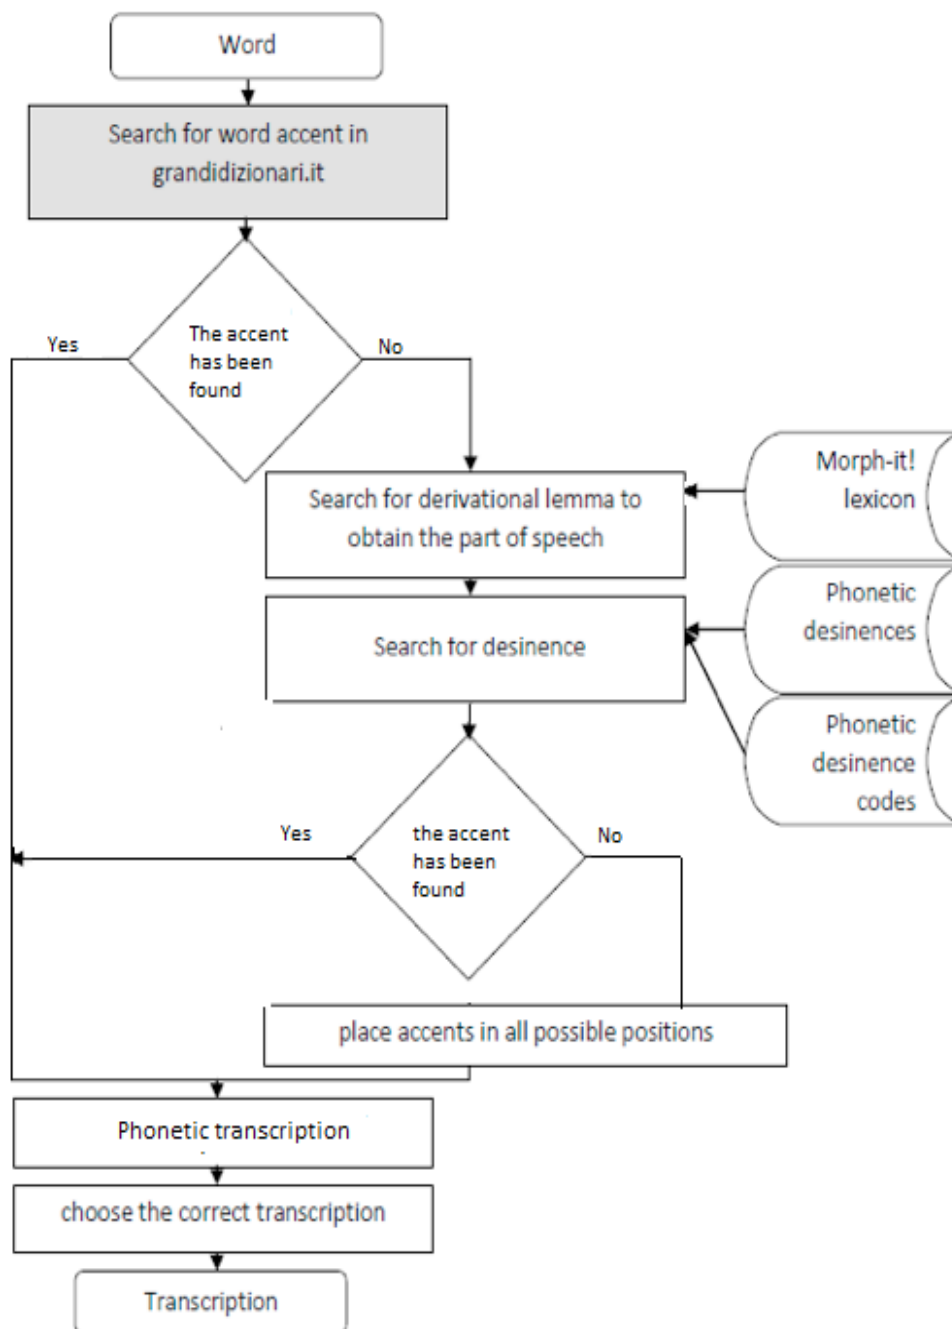 Word
Search for word accent in
grandidizionari.it
The accent
has been
found
Yes
No
Morph-it!
lexicon
Search for derivational lemma to
obtain the part of speech
Phonetic
desinences
Search for desinence
Phonetic
desinence
codes
Yes
the accent
has been
found
No
place accents in all possible positions
Phonetic transcription
choose the correct transcription
Transcription